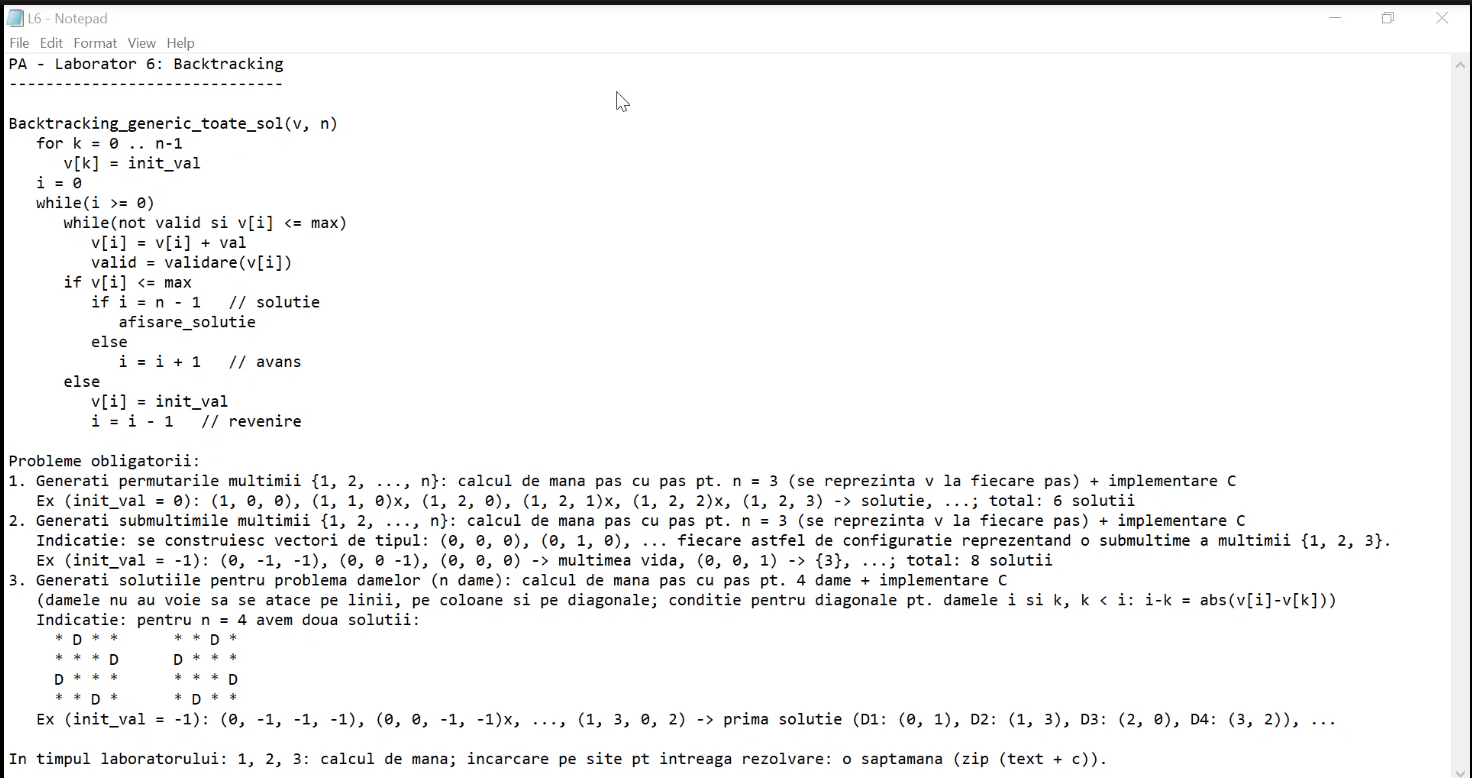 L6 - Notepad
File Edit Format View Help
PA - Laborator 6: Backtracking
------------------------------
Backtracking_generic_toate_sol(v, n)
   for k = 0 .. n-1
      v[k] = init_val
   i = 0
   while(i >= 0)
      while(not valid si v[i] <= max)
         v[i] = v[i] + val
         valid = validare(v[i])
      if v[i] <= max
         if i = n - 1   // solutie
            afisare_solutie
         else
            i = i + 1   // avans
      else
         v[i] = init_val
         i = i - 1   // revenire
Probleme obligatorii:
1. Generati permutarile multimii {1, 2, ..., n}: calcul de mana pas cu pas pt. n = 3 (se reprezinta v la fiecare pas) + implementare C
   Ex (init_val = 0): (1, 0, 0), (1, 1, 0)x, (1, 2, 0), (1, 2, 1)x, (1, 2, 2)x, (1, 2, 3) -> solutie, ...; total: 6 solutii
2. Generati submultimile multimii {1, 2, ..., n}: calcul de mana pas cu pas pt. n = 3 (se reprezinta v la fiecare pas) + implementare C
   Indicatie: se construiesc vectori de tipul: (0, 0, 0), (0, 1, 0), ... fiecare astfel de configuratie reprezentand o submultime a multimii {1, 2, 3}.
   Ex (init_val = -1): (0, -1, -1), (0, 0 -1), (0, 0, 0) -> multimea vida, (0, 0, 1) -> {3}, ...; total: 8 solutii
3. Generati solutiile pentru problema damelor (n dame): calcul de mana pas cu pas pt. 4 dame + implementare C
   (damele nu au voie sa se atace pe linii, pe coloane si pe diagonale; conditie pentru diagonale pt. damele i si k, k < i: i-k = abs(v[i]-v[k]))
   Indicatie: pentru n = 4 avem doua solutii:
     * D * *      * * D *
     * * * D      D * * *
     D * * *      * * * D
     * * D *      * D * *
   Ex (init_val = -1): (0, -1, -1, -1), (0, 0, -1, -1)x, ..., (1, 3, 0, 2) -> prima solutie (D1: (0, 1), D2: (1, 3), D3: (2, 0), D4: (3, 2)), ...
In timpul laboratorului: 1, 2, 3: calcul de mana; incarcare pe site pt intreaga rezolvare: o saptamana (zip (text + c)).